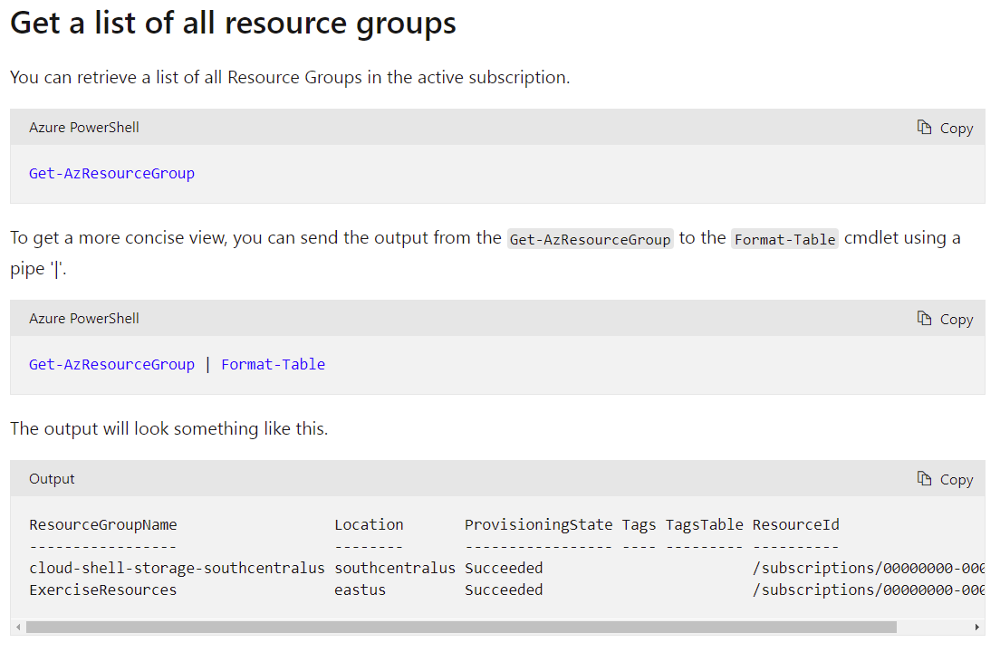 Get a list of all resource groups
You can retrieve a list of all Resource Groups in the active subscription.
Azure PowerShell
Copy
Get-AzResourceGroup
To get a more concise view, you can send the output from the Get-AzResourceGroup to the Format-Table cmdlet using a
pipe '|'.
Azure PowerShell
Copy
Get-AzResourceGroup | Format-Table
The output will look something like this.
Output
Copy
ResourceGroupName Location ProvisioningState Tags TagsTable ResourceId
----------------- -------- ----------------- ---- --------- ----------
cloud-shell-storage-southcentralus southcentralus Succeeded /subscriptions/00000000-000
ExerciseResources eastus Succeeded /subscriptions/00000000-000